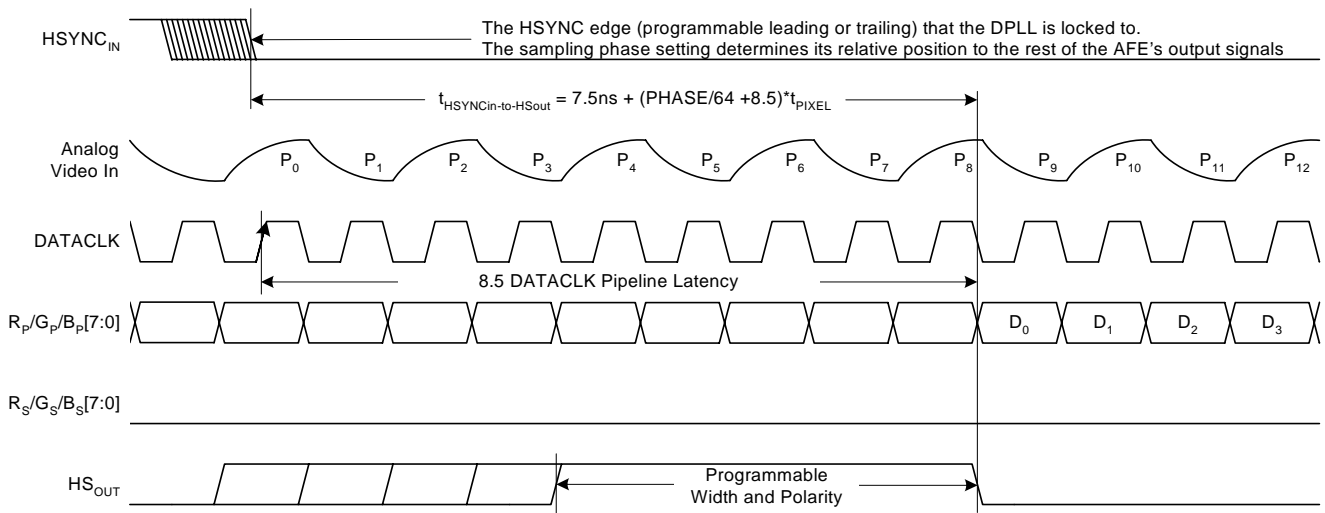 HSYNC_IN
The HSYNC edge (programmable leading or trailing) that the DPLL is locked to.
The sampling phase setting determines its relative position to the rest of the AFE's output signals
t_HSYNCin-to-HSout = 7.5ns + (PHASE/64 +8.5)*t_PIXEL
Analog
Video In
P_0 P_1 P_2 P_3 P_4 P_5 P_6 P_7 P_8 P_9 P_10 P_11 P_12
DATACLK
8.5 DATACLK Pipeline Latency
R_P/G_P/B_P[7:0]
D_0 D_1 D_2 D_3
R_S/G_S/B_S[7:0]
HS_OUT
Programmable
Width and Polarity